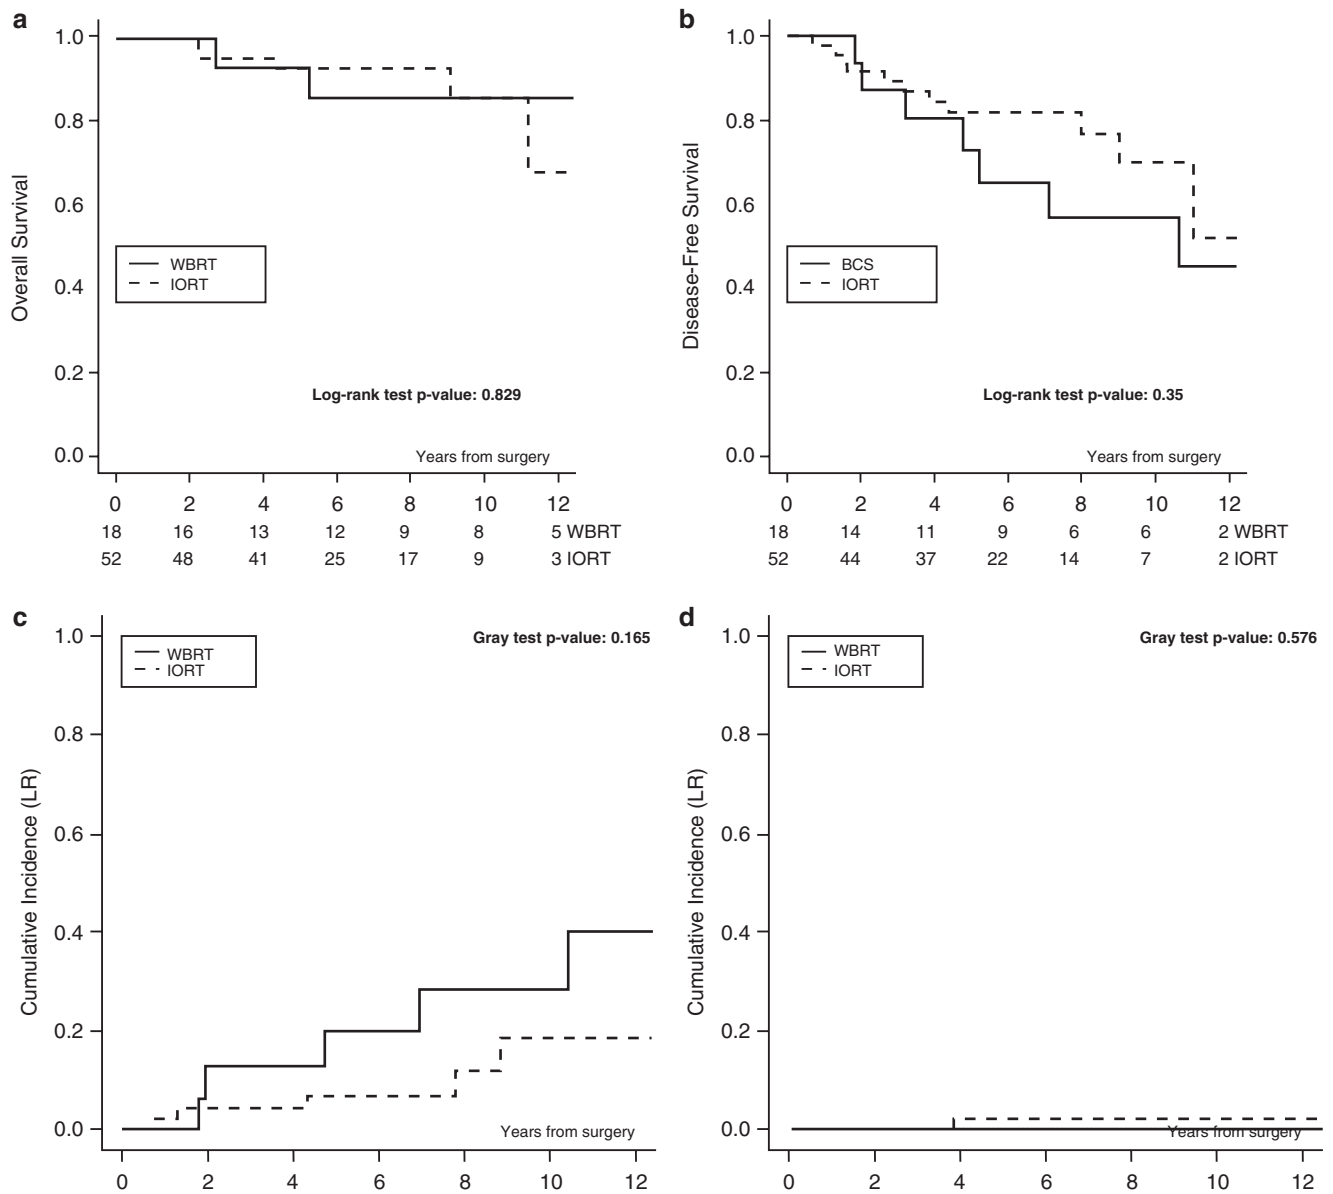 a
1.0
0.8
0.6
0.4
0.2
0.0
Overall Survival
WBRT
IORT
Log-rank test p-value: 0.829
Years from surgery
0 2 4 6 8 10 12
18 16 13 12 9 8 5 WBRT
52 48 41 25 17 9 3 IORT
b
1.0
0.8
0.6
0.4
0.2
0.0
Disease-Free Survival
BCS
IORT
Log-rank test p-value: 0.35
Years from surgery
0 2 4 6 8 10 12
18 14 11 9 6 6 2 WBRT
52 44 37 22 14 7 2 IORT
c
1.0
0.8
0.6
0.4
0.2
0.0
Cumulative Incidence (LR)
WBRT
IORT
Gray test p-value: 0.165
Years from surgery
0 2 4 6 8 10 12
d
1.0
0.8
0.6
0.4
0.2
0.0
Cumulative Incidence (LR)
WBRT
IORT
Gray test p-value: 0.576
Years from surgery
0 2 4 6 8 10 12